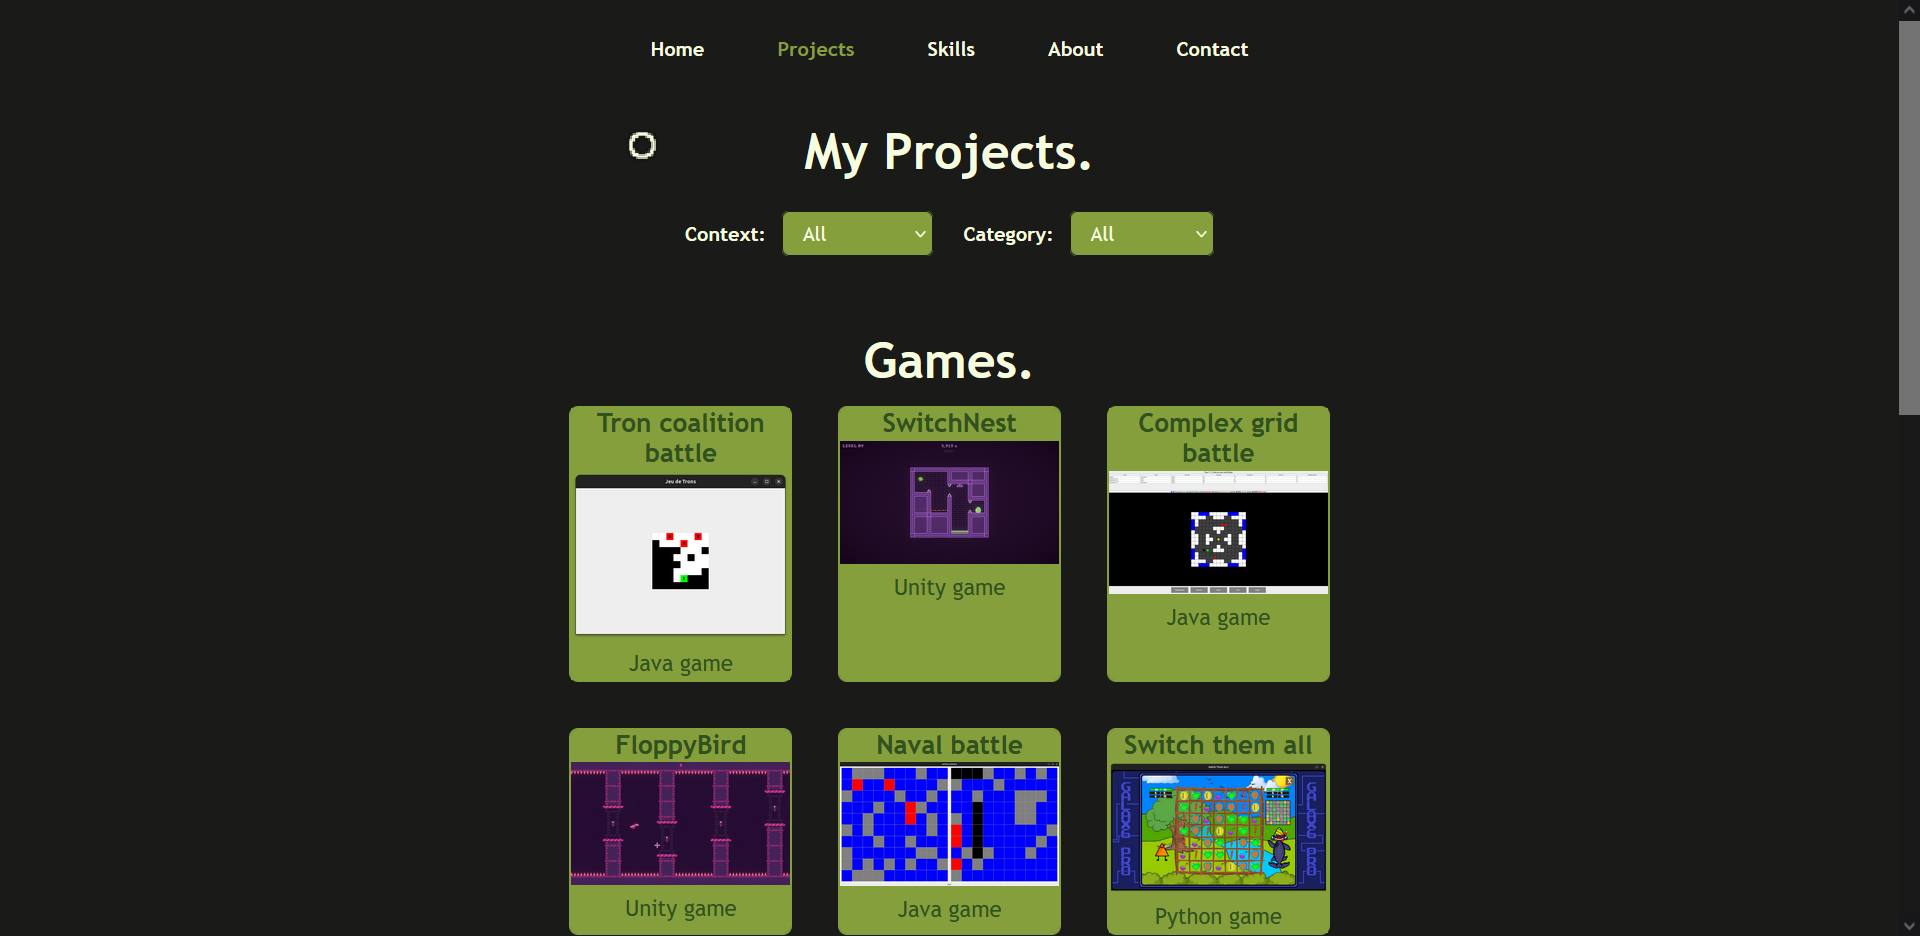 Home Projects Skills About Contact
My Projects.
Context: All Category: All
Games.
Tron coalition
battle
Jeu de Trons
Java game
SwitchNest
Unity game
Complex grid
battle
Java game
FloppyBird
Unity game
Naval battle
Java game
Switch them all
Python game